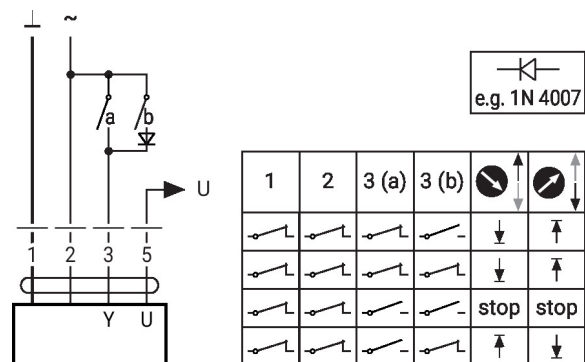 ⊥ ~
a b
U
1 2 3 5
Y U
e.g. 1N 4007
1 2 3 (a) 3 (b)
stop stop